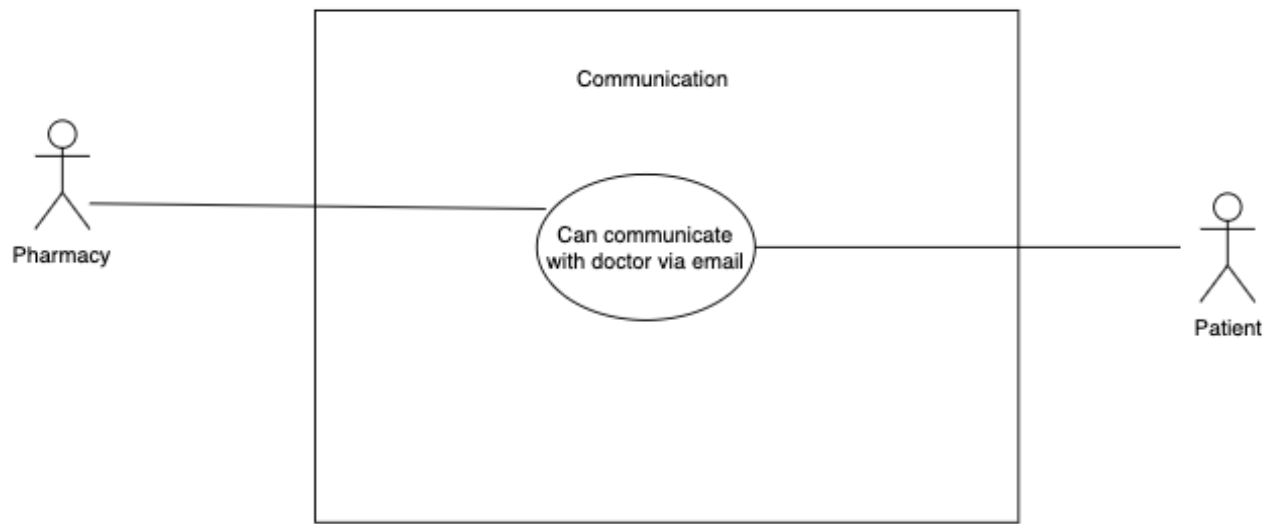 Communication
Pharmacy
Can communicate
with doctor via email
Patient